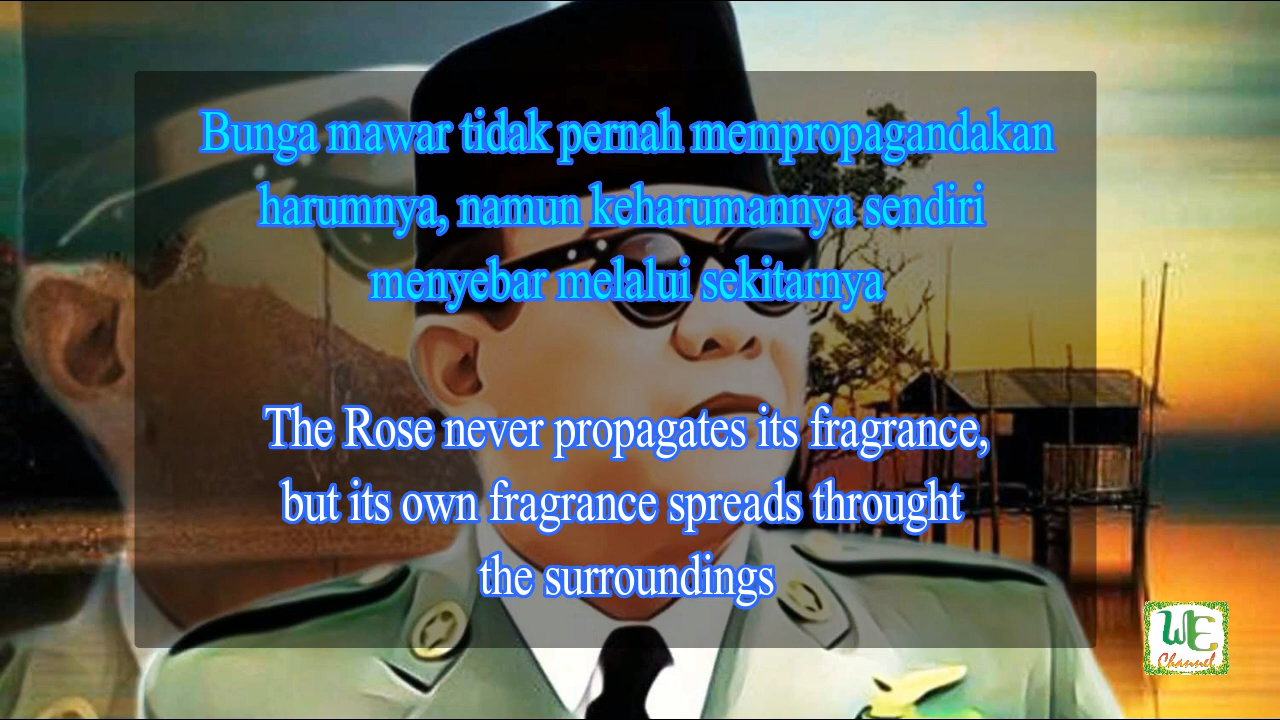 Bunga mawar tidak pernah mempropagandakan
harumnya, namun keharumannya sendiri
menyebar melalui sekitarnya
The Rose never propagates its fragrance,
but its own fragrance spreads throught
the surroundings
WE
Channel